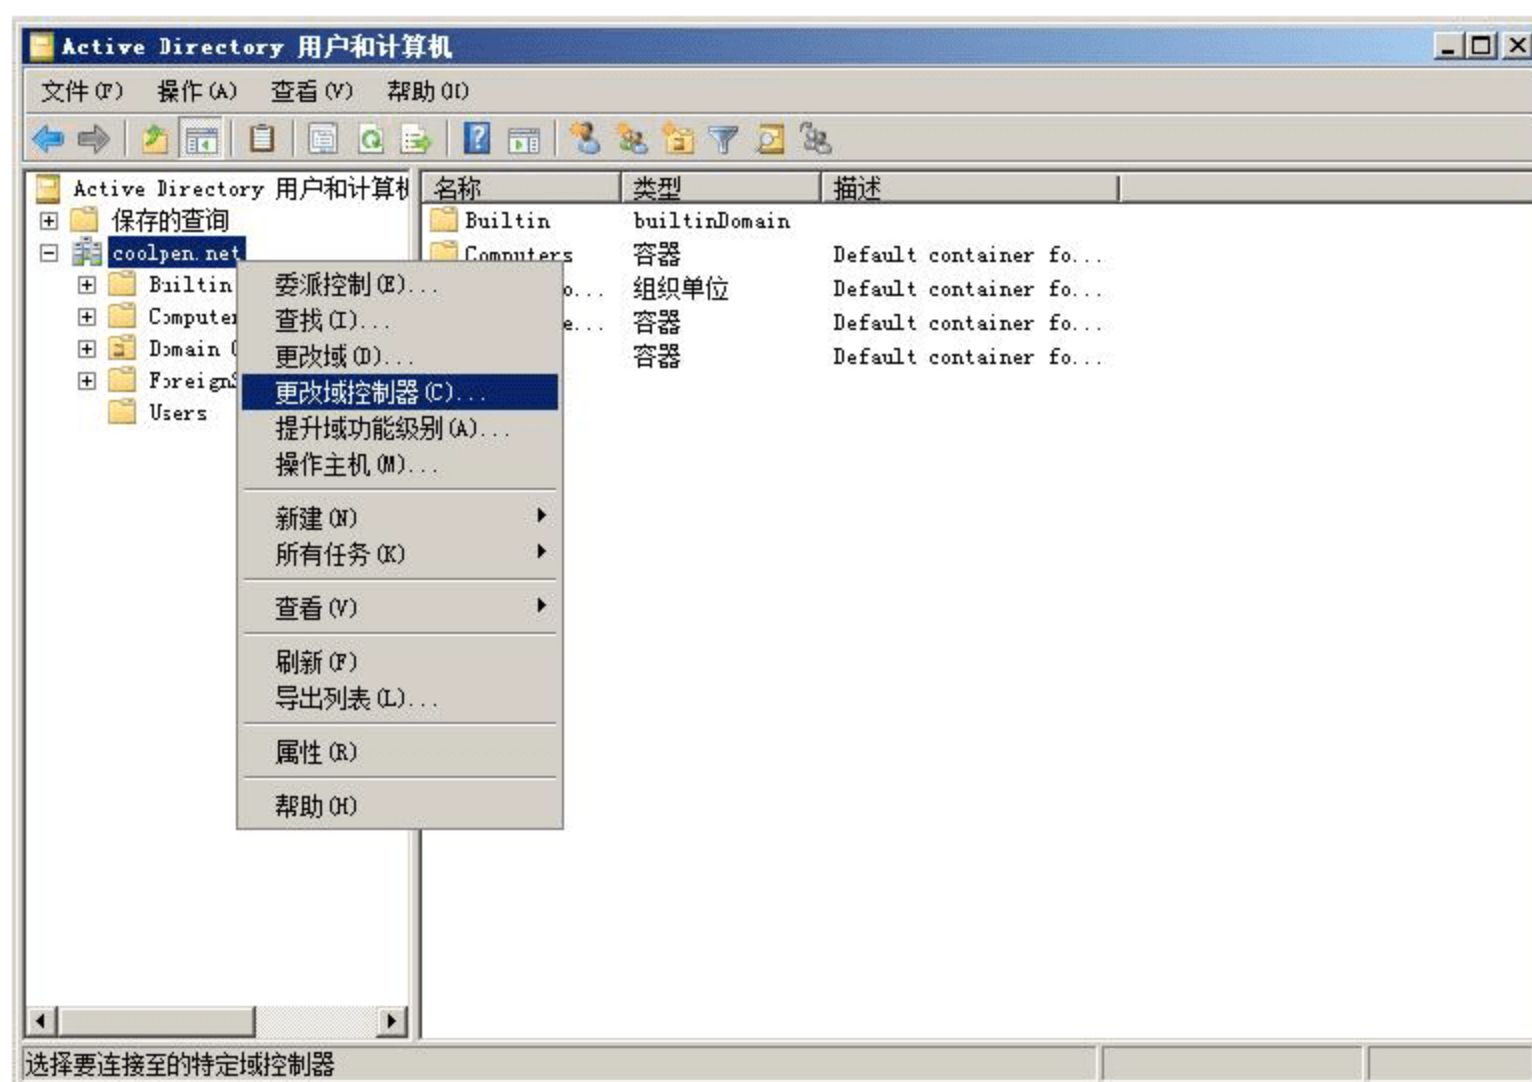 Active Directory 用户和计算机
文件(F) 操作(A) 查看(V) 帮助(H)
Active Directory 用户和计算机
保存的查询
coolpen.net
Builtin
Computer
Domain
Foreign
Users
名称 类型 描述
Builtin builtinDomain
Computers 容器 Default container fo...
o... 组织单位 Default container fo...
e... 容器 Default container fo...
容器 Default container fo...
委派控制(E)...
查找(I)...
更改域(D)...
更改域控制器(C)...
提升域功能级别(A)...
操作主机(M)...
新建(N)
所有任务(K)
查看(V)
刷新(F)
导出列表(L)...
属性(R)
帮助(H)
选择要连接至的特定域控制器